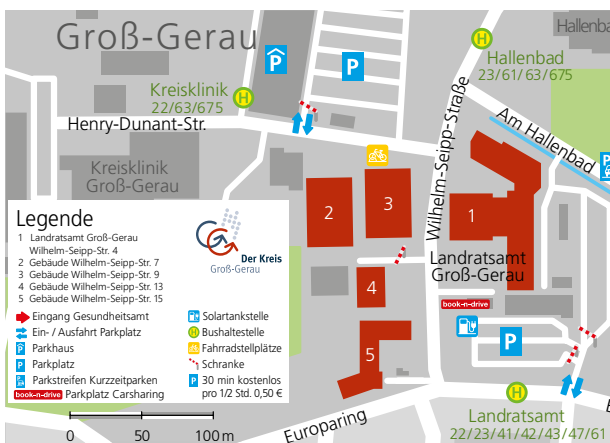 Groß-Gerau
P
P
H
Hallenbad
23/61/63/675
Hallenbad
Kreisklinik
22/63/675
H
Henry-Dunant-Str.
Wilhelm-Seipp-Straße
Am Hallenbad
P
Kreisklinik
Groß-Gerau
2
3
1
4
5
Landratsamt
Groß-Gerau
book-n-drive
P
Legende
1 Landratsamt Groß-Gerau
Wilhelm-Seipp-Str. 4
2 Gebäude Wilhelm-Seipp-Str. 7
3 Gebäude Wilhelm-Seipp-Str. 9
4 Gebäude Wilhelm-Seipp-Str. 13
5 Gebäude Wilhelm-Seipp-Str. 15
Der Kreis
Groß-Gerau
Eingang Gesundheitsamt
Ein- / Ausfahrt Parkplatz
P Parkhaus
P Parkplatz
P Parkstreifen Kurzzeitparken
book-n-drive Parkplatz Carsharing
Solartankstelle
H Bushaltestelle
Fahrradstellplätze
Schranke
P 30 min kostenlos
pro 1/2 Std. 0,50 €
0 50 100 m
Europaring
H
Landratsamt
22/23/41/42/43/47/61
E